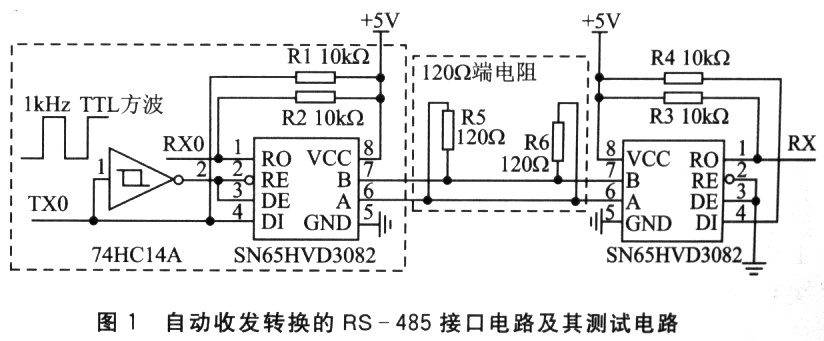 +5V
+5V
R1 10kΩ
R4 10kΩ
120Ω端电阻
1kHz TTL方波
R2 10kΩ
R3 10kΩ
R5
120Ω
R6
120Ω
RX0
1
8
RO
VCC
8
1
VCC
RO
RX
1
2
2
RE
B
7
7
B
RE
2
3
DE
A
6
6
A
DE
3
TX0
4
DI
GND
5
5
GND
DI
4
74HC14A
SN65HVD3082
SN65HVD3082
图 1 自动收发转换的 RS-485 接口电路及其测试电路